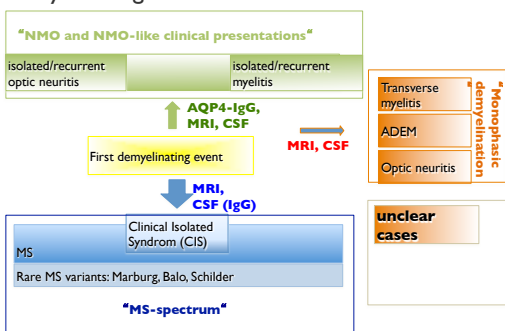 "NMO and NMO-like clinical presentations"
isolated/recurrent
optic neuritis
isolated/recurrent
myelitis
AQP4-IgG,
MRI, CSF
First demyelinating event
MRI, CSF
Transverse
myelitis
ADEM
Optic neuritis
"Monophasic
demyelination
"
MRI,
CSF (IgG)
Clinical Isolated
Syndrom (CIS)
MS
Rare MS variants: Marburg, Balo, Schilder
"MS-spectrum"
unclear
cases